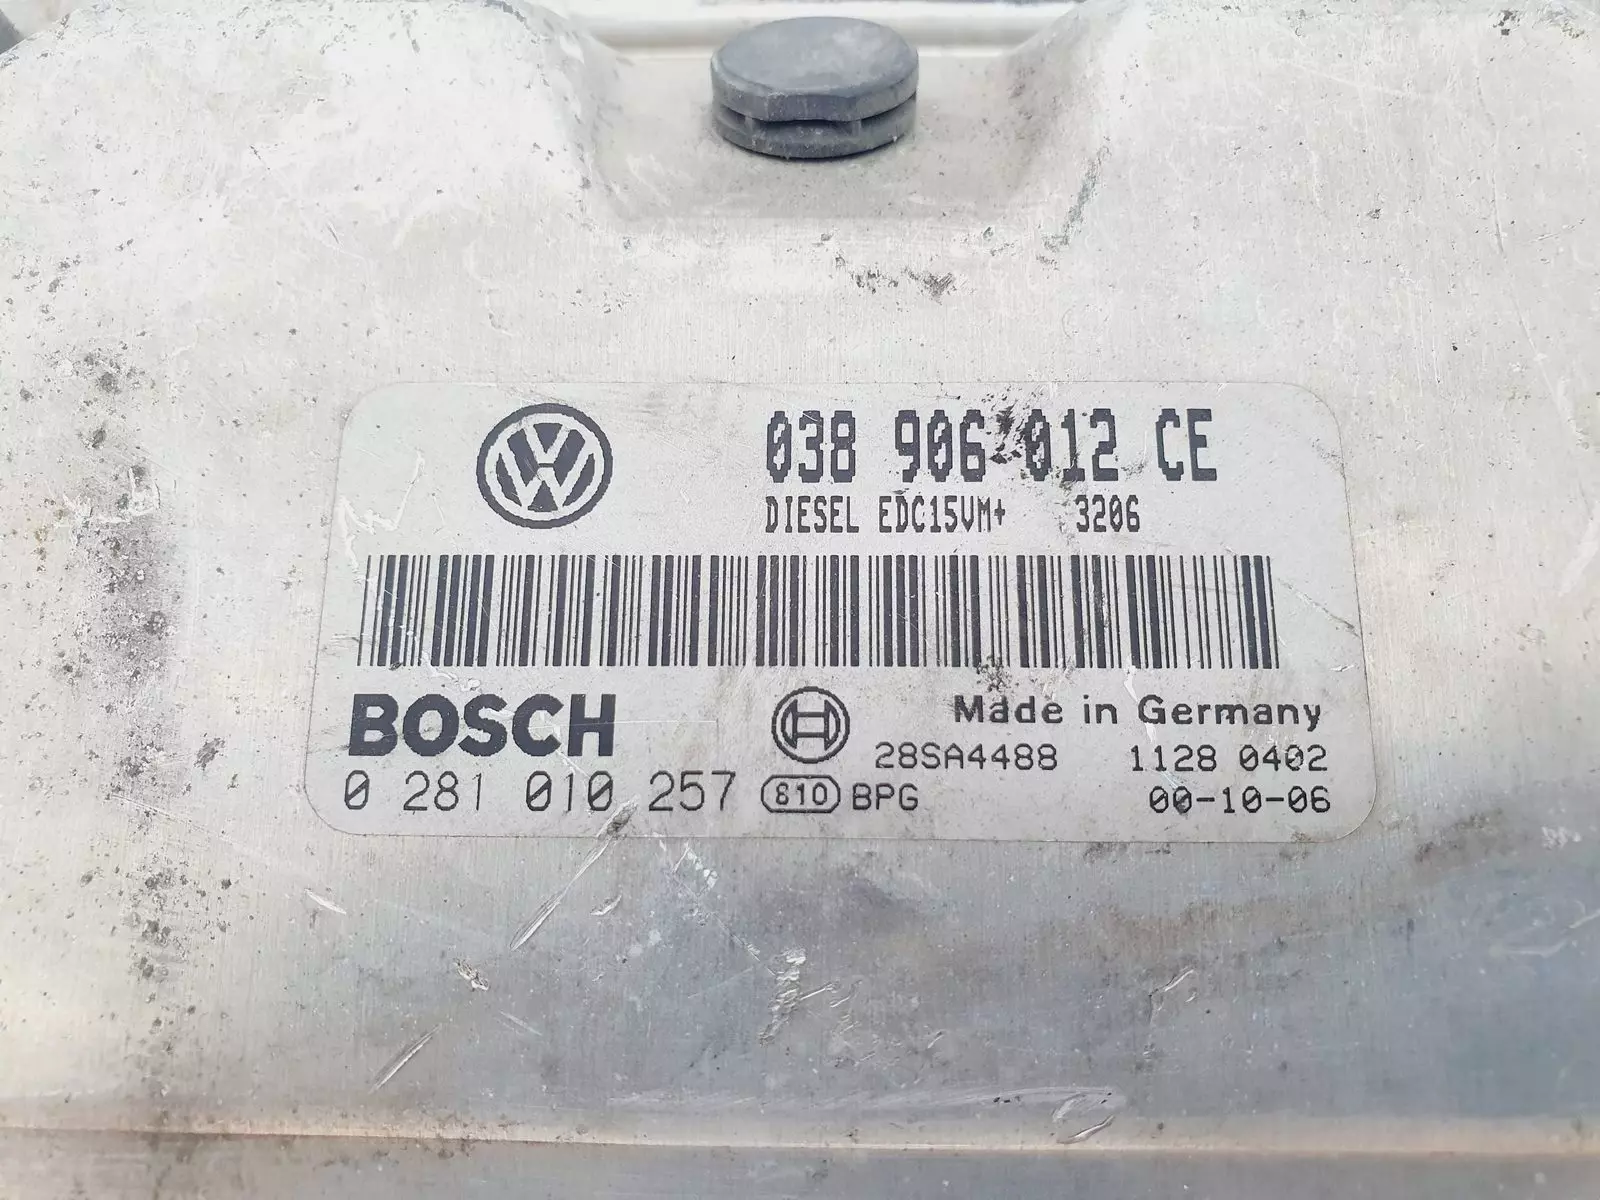 038 906 012 CE
DIESEL EDC15VM+ 3206
BOSCH
Made in Germany
28SA4488 1128 0402
0 281 010 257 810 BPG 00-10-06